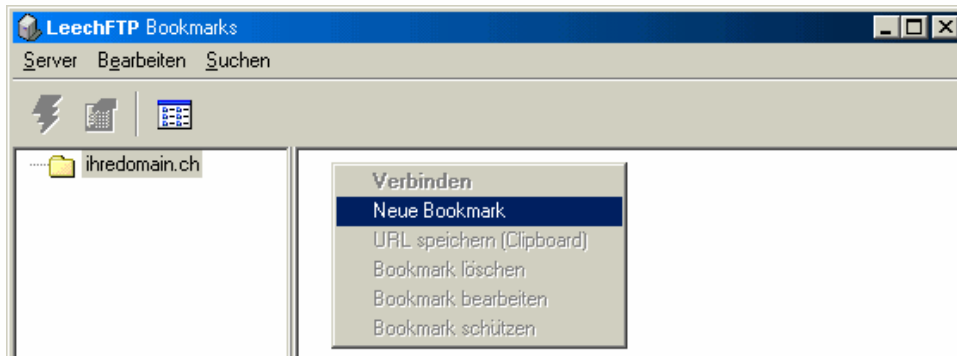 LeechFTP Bookmarks
Server Bearbeiten Suchen
ihredomain.ch
Verbinden
Neue Bookmark
URL speichern (Clipboard)
Bookmark löschen
Bookmark bearbeiten
Bookmark schützen